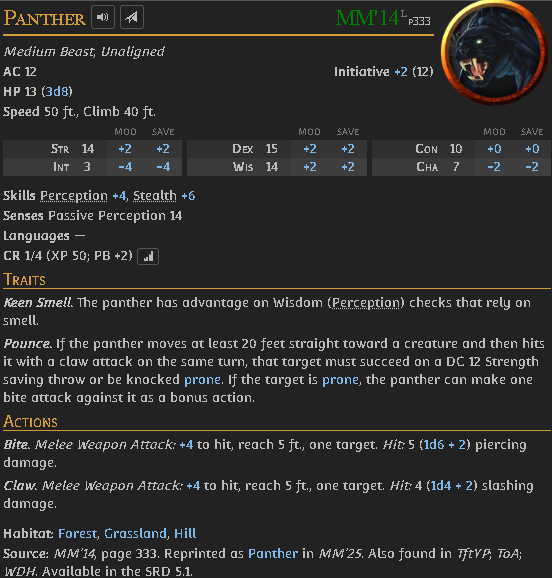 Panther MM'14 L p333
Medium Beast, Unaligned
AC 12 Initiative +2 (12)
HP 13 (3d8)
Speed 50 ft., Climb 40 ft.
MOD SAVE MOD SAVE MOD SAVE
Str 14 +2 +2 Dex 15 +2 +2 Con 10 +0 +0
Int 3 −4 −4 Wis 14 +2 +2 Cha 7 −2 −2
Skills Perception +4, Stealth +6
Senses Passive Perception 14
Languages —
CR 1/4 (XP 50; PB +2)
Traits
Keen Smell. The panther has advantage on Wisdom (Perception) checks that rely on
smell.
Pounce. If the panther moves at least 20 feet straight toward a creature and then hits
it with a claw attack on the same turn, that target must succeed on a DC 12 Strength
saving throw or be knocked prone. If the target is prone, the panther can make one
bite attack against it as a bonus action.
Actions
Bite. Melee Weapon Attack: +4 to hit, reach 5 ft., one target. Hit: 5 (1d6 + 2) piercing
damage.
Claw. Melee Weapon Attack: +4 to hit, reach 5 ft., one target. Hit: 4 (1d4 + 2) slashing
damage.
Habitat: Forest, Grassland, Hill
Source: MM'14, page 333. Reprinted as Panther in MM'25. Also found in TftYP; ToA;
WDH. Available in the SRD 5.1.